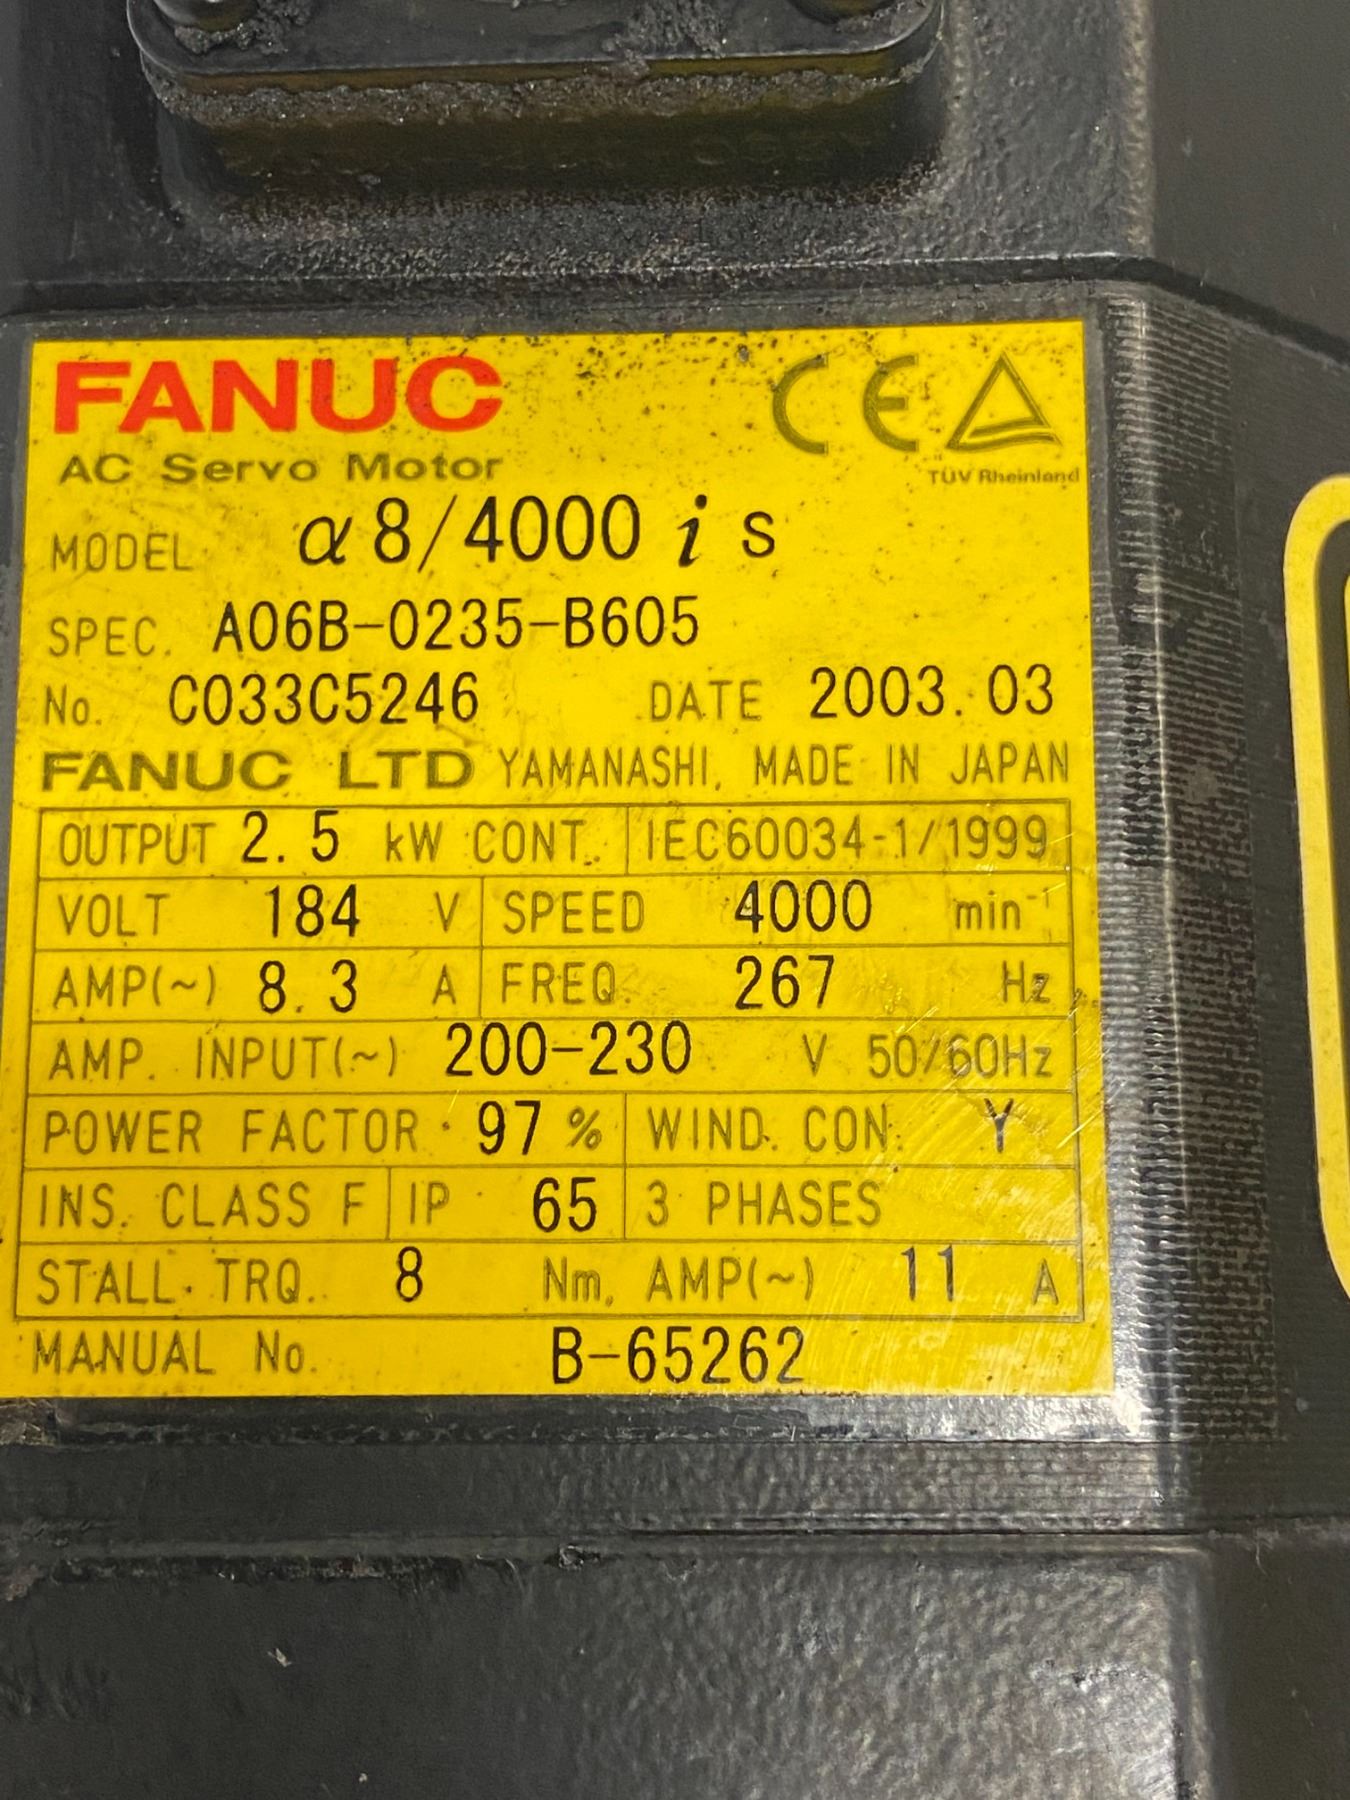 FANUC
CE
TÜV Rheinland
AC Servo Motor
MODEL α8/4000 i s
SPEC. A06B-0235-B605
No. C033C5246 DATE 2003.03
FANUC LTD YAMANASHI, MADE IN JAPAN
OUTPUT 2.5 kW CONT. IEC60034-1/1999
VOLT 184 V SPEED 4000 min⁻¹
AMP(~) 8.3 A FREQ. 267 Hz
AMP. INPUT(~) 200-230 V 50/60Hz
POWER FACTOR 97 % WIND. CON. Y
INS. CLASS F IP 65 3 PHASES
STALL. TRQ. 8 Nm, AMP(~) 11 A
MANUAL No. B-65262